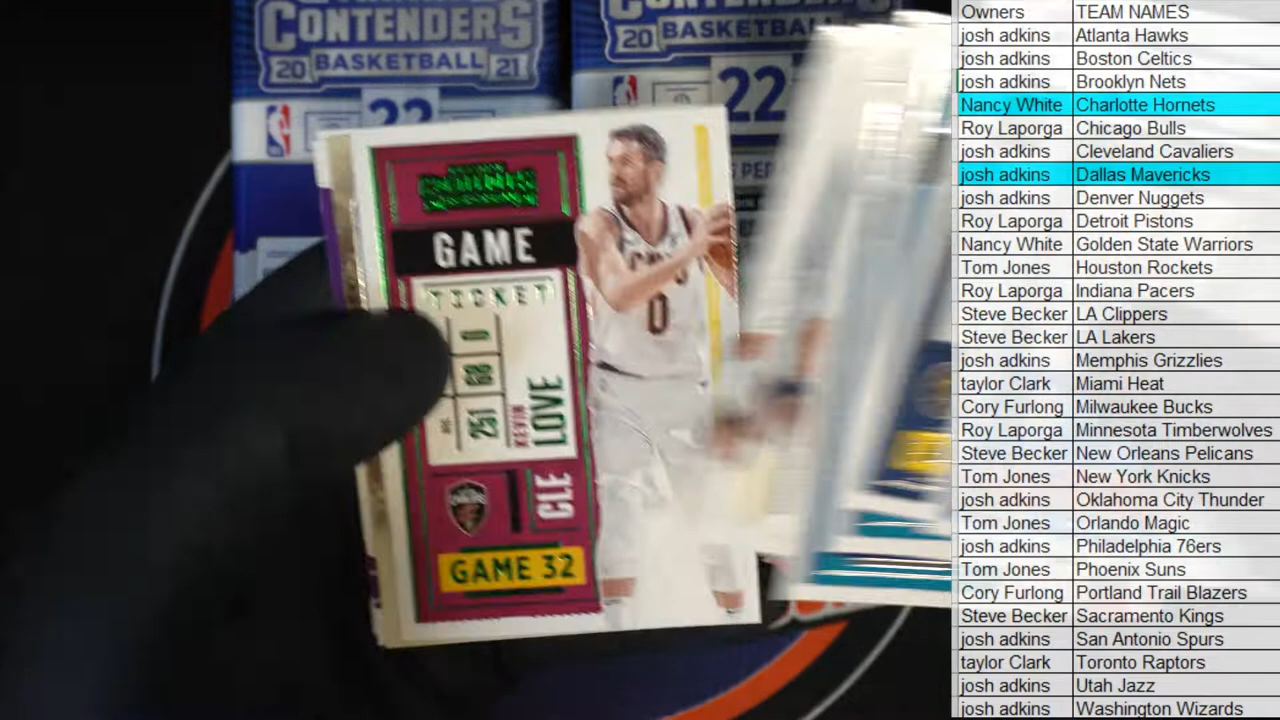 CONTENDERS
20 BASKETBALL 21
22
NBA
CONTENDERS
20 BASKETBALL
22
NBA
CONTENDERS
GAME
TICKET
0
68
251
KEVIN
LOVE
CLE
GAME 32
0
Owners TEAM NAMES
josh adkins Atlanta Hawks
josh adkins Boston Celtics
josh adkins Brooklyn Nets
Nancy White Charlotte Hornets
Roy Laporga Chicago Bulls
josh adkins Cleveland Cavaliers
josh adkins Dallas Mavericks
josh adkins Denver Nuggets
Roy Laporga Detroit Pistons
Nancy White Golden State Warriors
Tom Jones Houston Rockets
Roy Laporga Indiana Pacers
Steve Becker LA Clippers
Steve Becker LA Lakers
josh adkins Memphis Grizzlies
taylor Clark Miami Heat
Cory Furlong Milwaukee Bucks
Roy Laporga Minnesota Timberwolves
Steve Becker New Orleans Pelicans
Tom Jones New York Knicks
josh adkins Oklahoma City Thunder
Tom Jones Orlando Magic
josh adkins Philadelphia 76ers
Tom Jones Phoenix Suns
Cory Furlong Portland Trail Blazers
Steve Becker Sacramento Kings
josh adkins San Antonio Spurs
taylor Clark Toronto Raptors
josh adkins Utah Jazz
josh adkins Washington Wizards